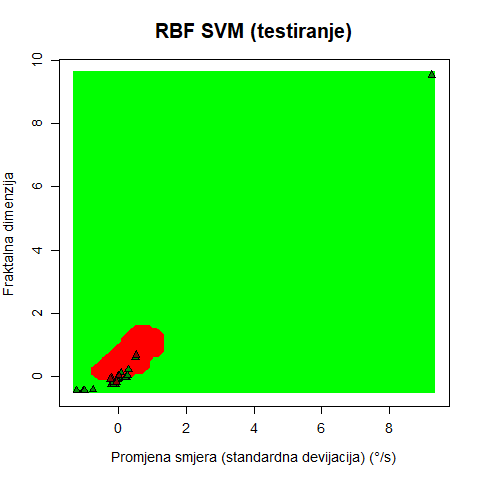 RBF SVM (testiranje)
Fraktalna dimenzija
10
8
6
4
2
0
0 2 4 6 8
Promjena smjera (standardna devijacija) (°/s)